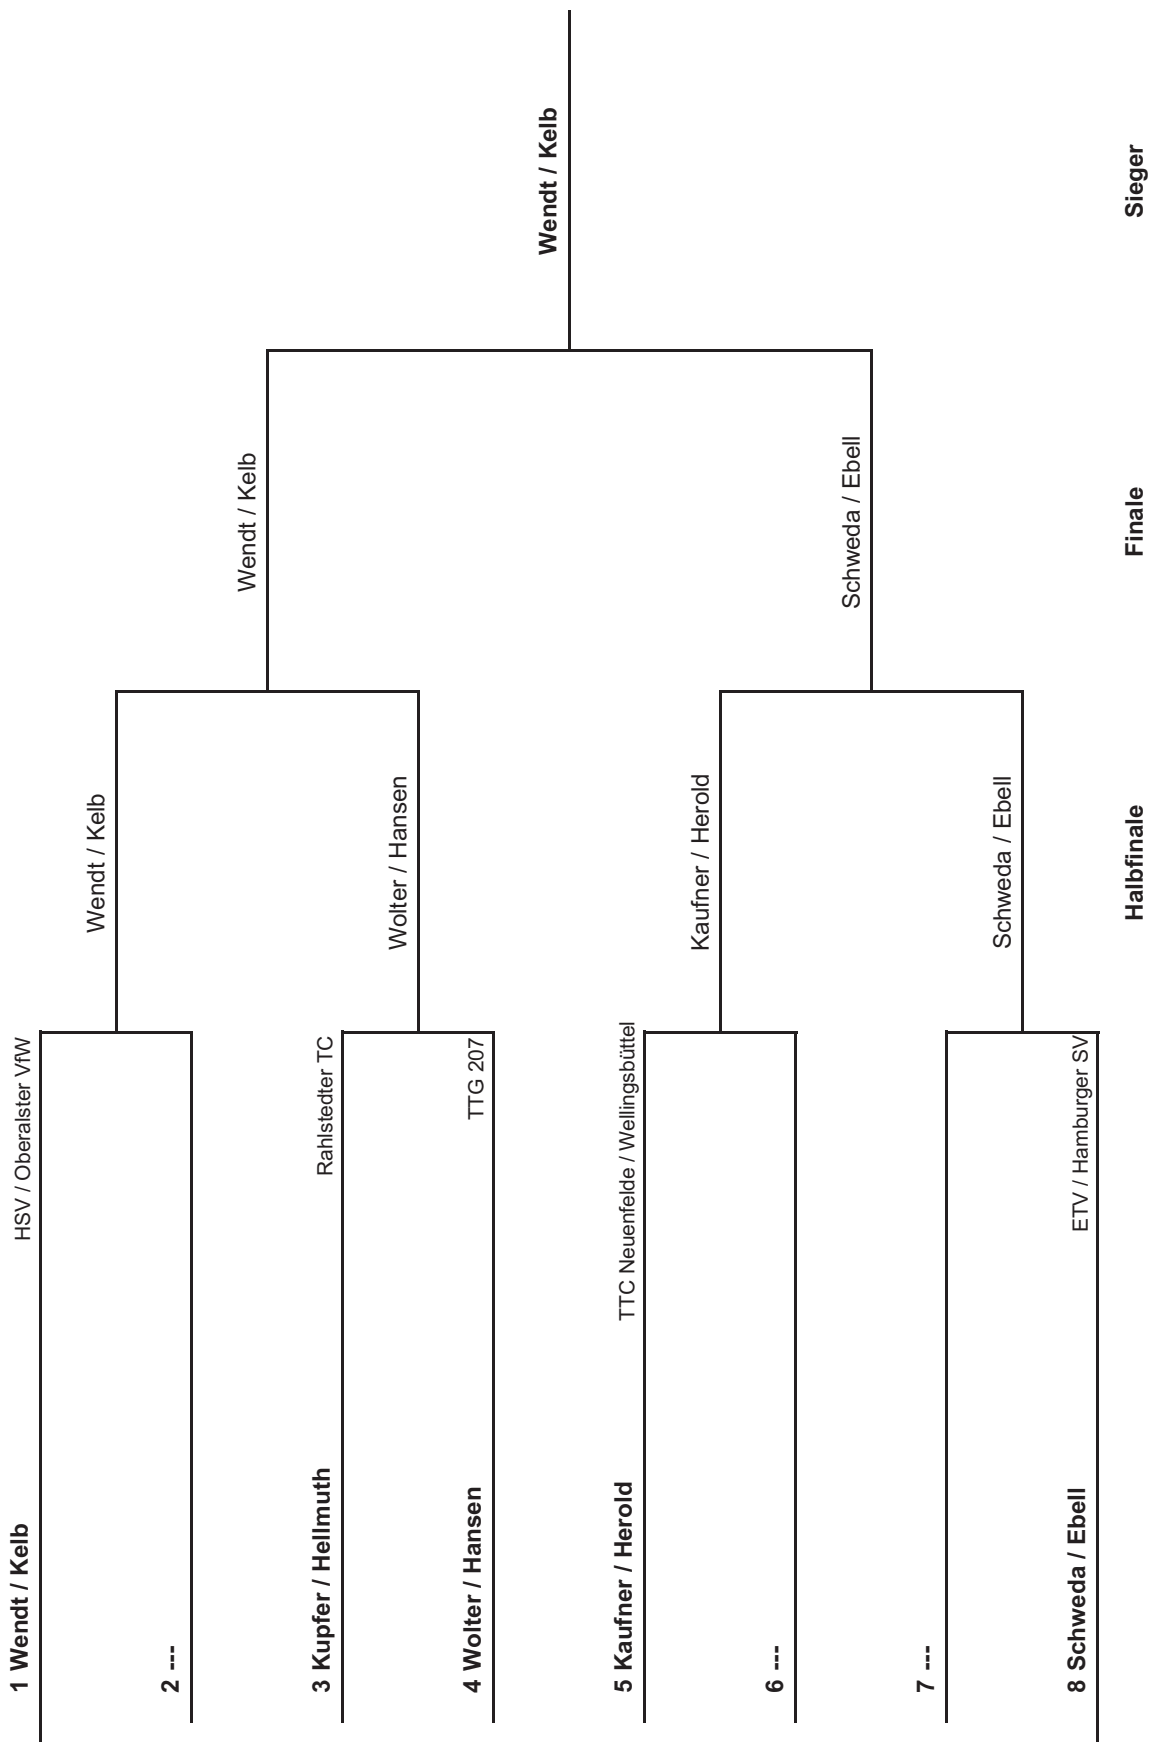 1 Wendt / Kelb
HSV / Oberalster VfW
2 ---
3 Kupfer / Hellmuth
Rahlstedter TC
4 Wolter / Hansen
TTG 207
5 Kaufner / Herold
TTC Neuenfelde / Wellingsbüttel
6 ---
7 ---
8 Schweda / Ebell
ETV / Hamburger SV
Wendt / Kelb
Wolter / Hansen
Kaufner / Herold
Schweda / Ebell
Halbfinale
Wendt / Kelb
Schweda / Ebell
Finale
Wendt / Kelb
Sieger